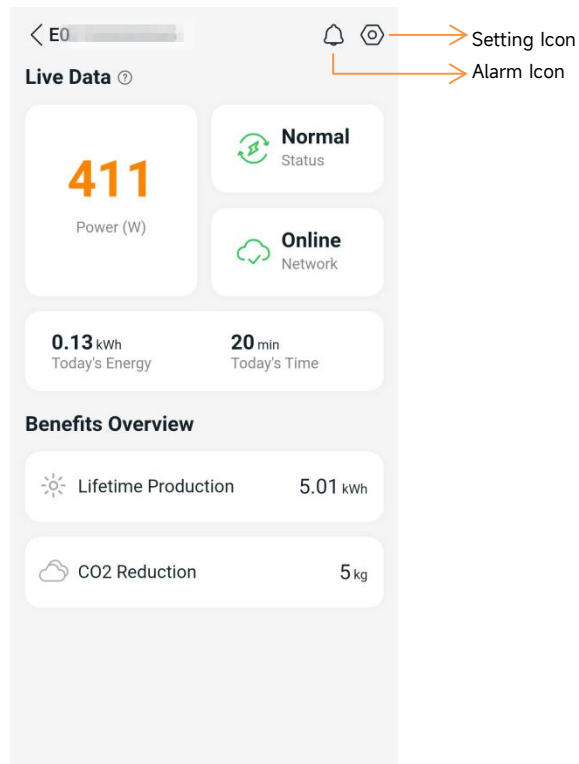 E0
Setting Icon
Alarm Icon
Live Data
411
Power (W)
Normal
Status
Online
Network
0.13 kWh
Today's Energy
20 min
Today's Time
Benefits Overview
Lifetime Production 5.01 kWh
CO2 Reduction 5 kg